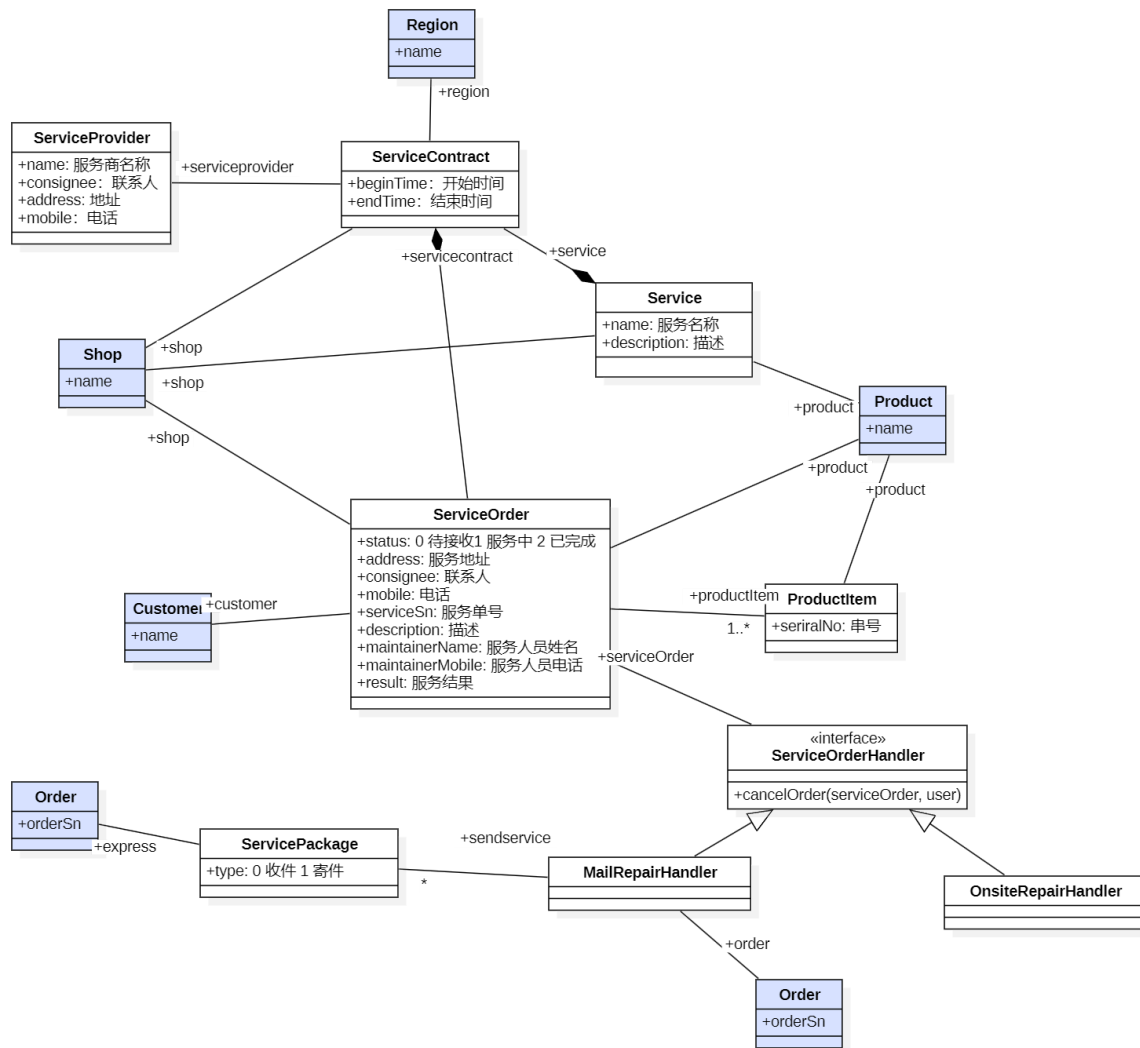 Region
+name
+region
ServiceProvider
+name: 服务商名称
+consignee：联系人
+address: 地址
+mobile：电话
+serviceprovider
ServiceContract
+beginTime：开始时间
+endTime：结束时间
+servicecontract
+service
Service
+name: 服务名称
+description: 描述
Shop
+name
+shop
+shop
+shop
Product
+name
+product
+product
+product
ServiceOrder
+status: 0 待接收1 服务中 2 已完成
+address: 服务地址
+consignee: 联系人
+mobile: 电话
+serviceSn: 服务单号
+description: 描述
+maintainerName: 服务人员姓名
+maintainerMobile: 服务人员电话
+result: 服务结果
Customer
+name
+customer
+productItem
1..*
ProductItem
+seriralNo: 串号
+serviceOrder
«interface»
ServiceOrderHandler
+cancelOrder(serviceOrder, user)
Order
+orderSn
+express
ServicePackage
+type: 0 收件 1 寄件
+sendservice
*
MailRepairHandler
OnsiteRepairHandler
+order
Order
+orderSn